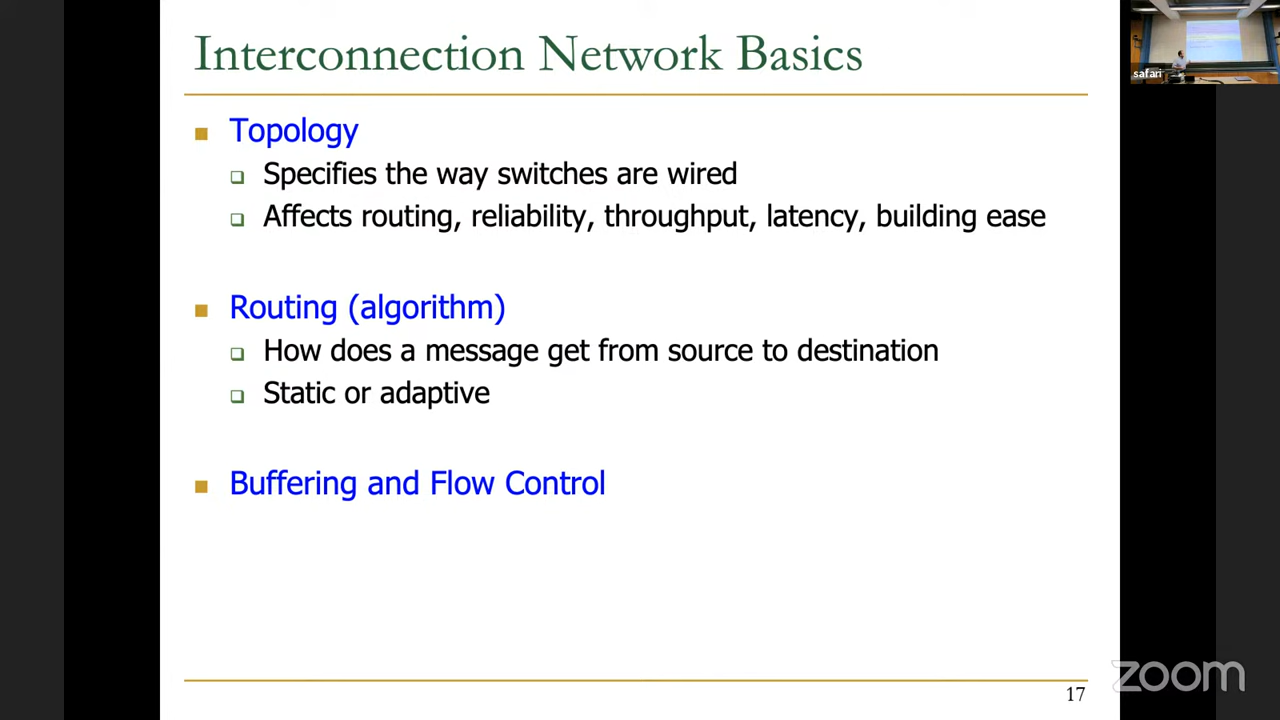 Interconnection Network Basics
Topology
Specifies the way switches are wired
Affects routing, reliability, throughput, latency, building ease
Routing (algorithm)
How does a message get from source to destination
Static or adaptive
Buffering and Flow Control
17
safari
zoom